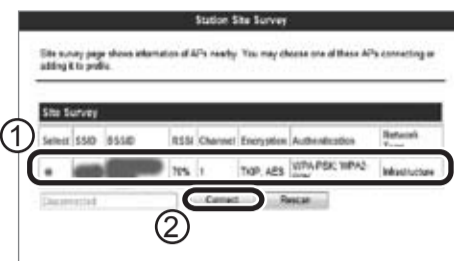 Station Site Survey
Site survey page shows information of APs nearby. You may choose one of these APs connecting or
adding it to profile.
Site Survey
①
Select SSID BSSID RSSI Channel Encryption Authentication Network
70% 1 TKIP, AES WPA-PSK; WPA2- Infrastructure
Disconnected Connect Rescan
②